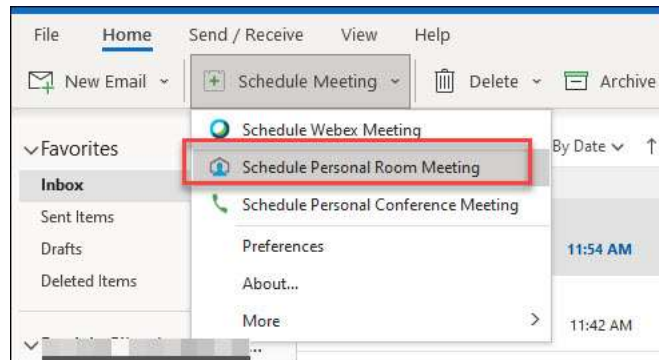 File Home Send / Receive View Help
New Email Schedule Meeting Delete Archive
Schedule Webex Meeting
Favorites By Date
Schedule Personal Room Meeting
Inbox
Schedule Personal Conference Meeting
Sent Items
Drafts Preferences 11:54 AM
Deleted Items About...
More 11:42 AM
...